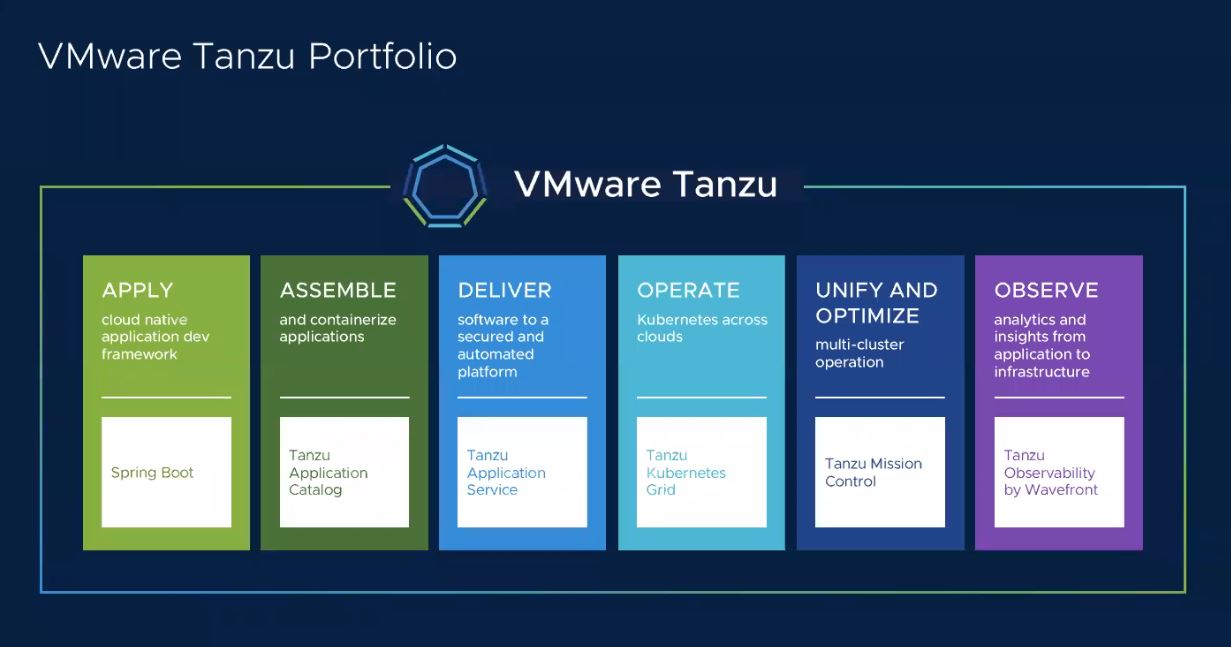 VMware Tanzu Portfolio
VMware Tanzu
APPLY
cloud native
application dev
framework
Spring Boot
ASSEMBLE
and containerize
applications
Tanzu
Application
Catalog
DELIVER
software to a
secured and
automated
platform
Tanzu
Application
Service
OPERATE
Kubernetes across
clouds
Tanzu
Kubernetes
Grid
UNIFY AND
OPTIMIZE
multi-cluster
operation
Tanzu Mission
Control
OBSERVE
analytics and
insights from
application to
infrastructure
Tanzu
Observability
by Wavefront